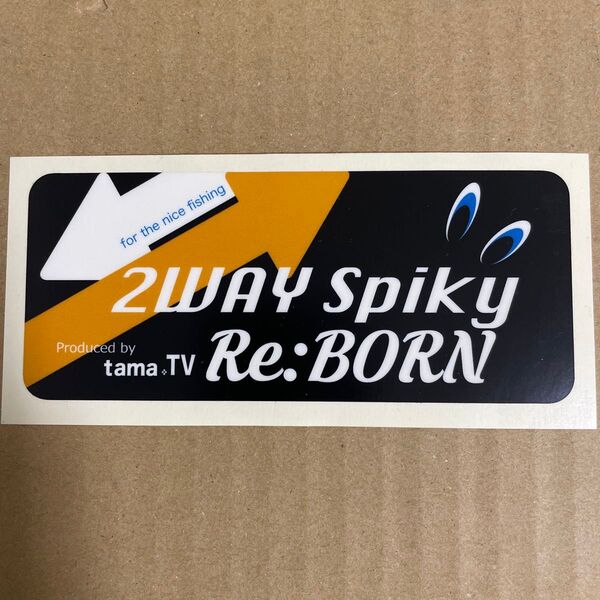 for the nice fishing
2WAY Spiky
Re:BORN
Produced by
tama.TV